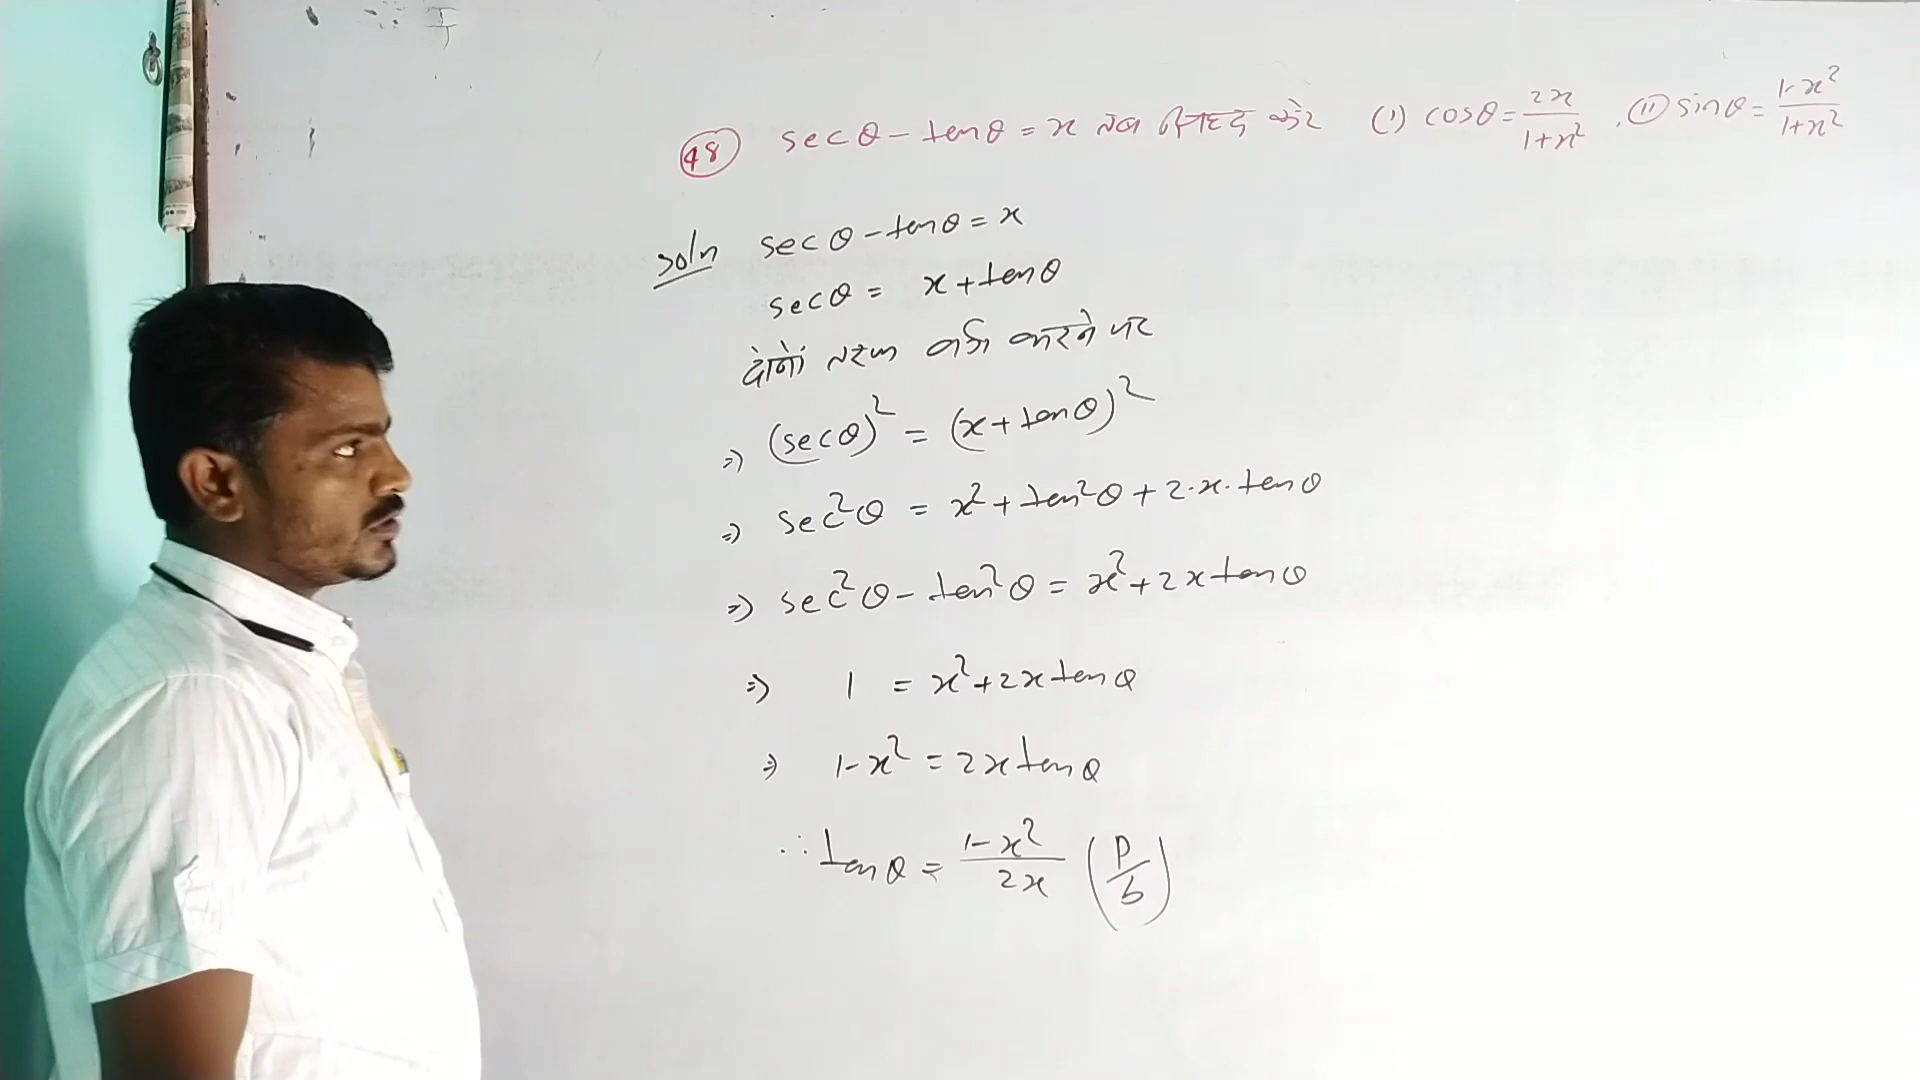 (48) secθ - tanθ = x तब सिद्ध करें (i) cosθ = 2x/1+x² , (ii) sinθ = 1-x²/1+x²
soln secθ - tanθ = x
secθ = x + tanθ
दोनों तरफ वर्ग करने पर
⇒ (secθ)² = (x + tanθ)²
⇒ sec²θ = x² + tan²θ + 2·x·tanθ
⇒ sec²θ - tan²θ = x² + 2x tanθ
⇒ 1 = x² + 2x tanθ
⇒ 1-x² = 2x tanθ
∴ tanθ = 1-x²/2x (p/b)